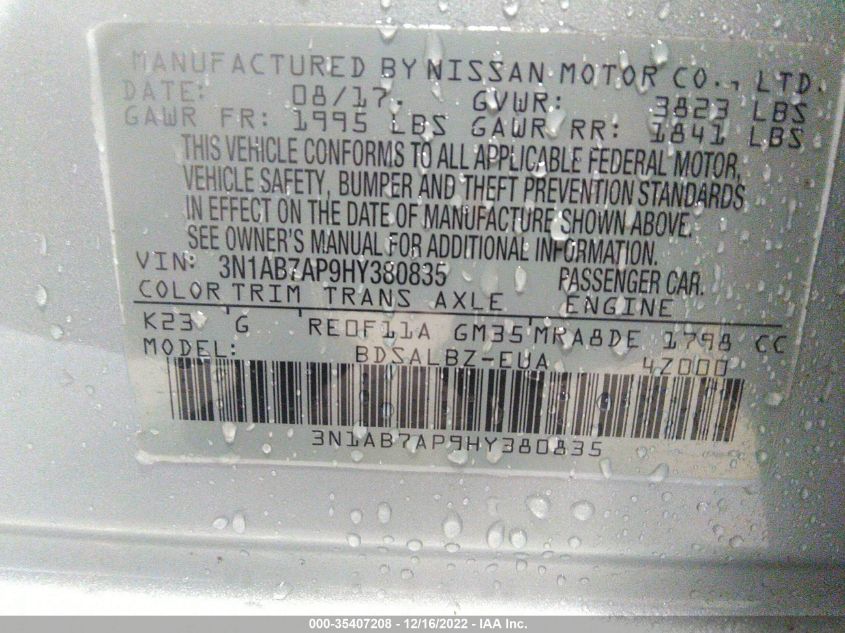 MANUFACTURED BY NISSAN MOTOR CO., LTD
DATE: 08/17. GVWR: 3823 LBS
GAWR FR: 1995 LBS GAWR RR: 1841 LBS
THIS VEHICLE CONFORMS TO ALL APPLICABLE FEDERAL MOTOR,
VEHICLE SAFETY, BUMPER AND THEFT PREVENTION STANDARDS
IN EFFECT ON THE DATE OF MANUFACTURE SHOWN ABOVE.
SEE OWNER'S MANUAL FOR ADDITIONAL INFORMATION.
VIN: 3N1AB7AP9HY380835 PASSENGER CAR.
COLOR TRIM TRANS AXLE ENGINE
K23 G RE0F11A GM35 MRA8DE 1798 CC
MODEL: BDSALBZ-EUA 4Z000
3N1AB7AP9HY380835
000-35407208 - 12/16/2022 - IAA Inc.